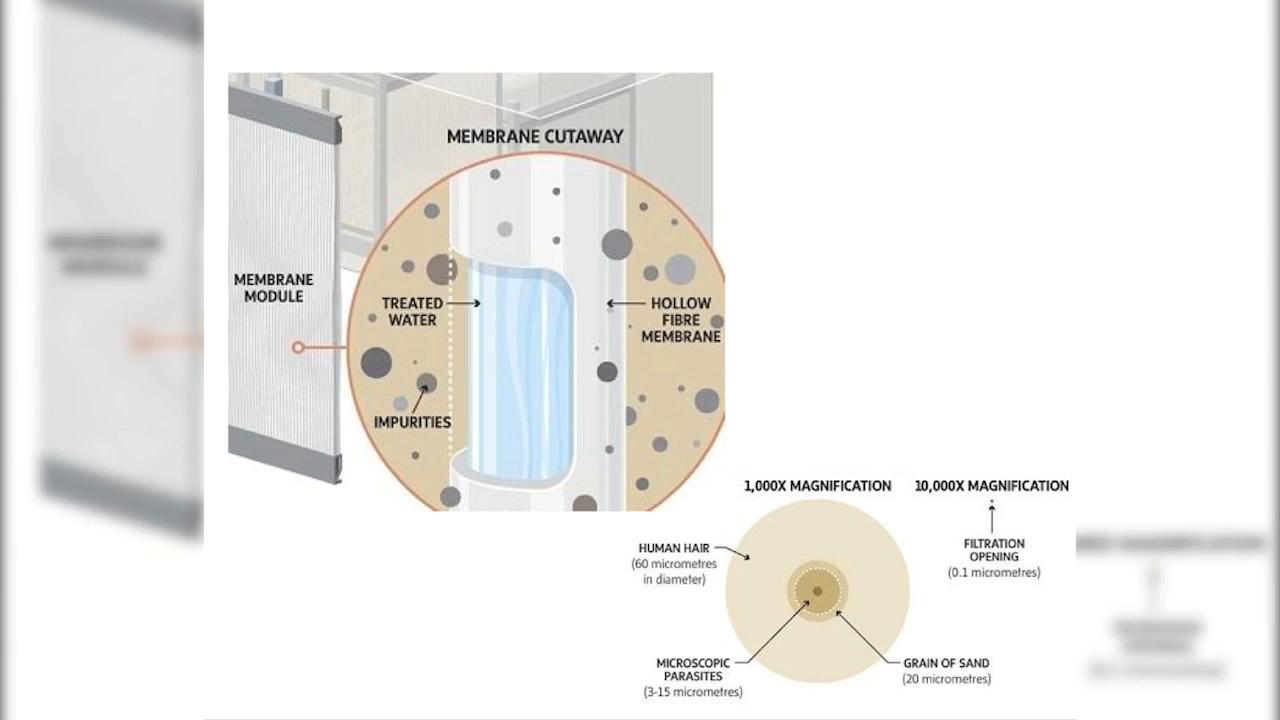 MEMBRANE CUTAWAY
MEMBRANE
MODULE
TREATED
WATER
HOLLOW
FIBRE
MEMBRANE
IMPURITIES
1,000X MAGNIFICATION
10,000X MAGNIFICATION
HUMAN HAIR
(60 micrometres
in diameter)
FILTRATION
OPENING
(0.1 micrometres)
MICROSCOPIC
PARASITES
(3-15 micrometres)
GRAIN OF SAND
(20 micrometres)